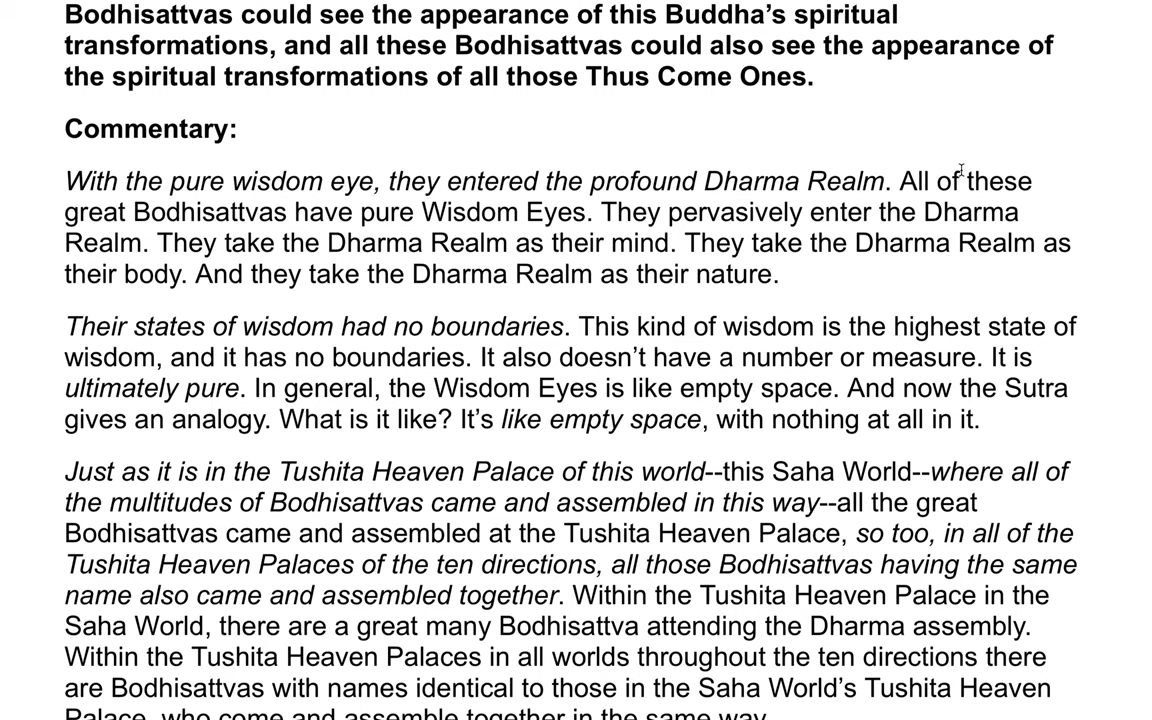 Bodhisattvas could see the appearance of this Buddha’s spiritual
transformations, and all these Bodhisattvas could also see the appearance of
the spiritual transformations of all those Thus Come Ones.
Commentary:
With the pure wisdom eye, they entered the profound Dharma Realm. All of these
great Bodhisattvas have pure Wisdom Eyes. They pervasively enter the Dharma
Realm. They take the Dharma Realm as their mind. They take the Dharma Realm as
their body. And they take the Dharma Realm as their nature.
Their states of wisdom had no boundaries. This kind of wisdom is the highest state of
wisdom, and it has no boundaries. It also doesn’t have a number or measure. It is
ultimately pure. In general, the Wisdom Eyes is like empty space. And now the Sutra
gives an analogy. What is it like? It’s like empty space, with nothing at all in it.
Just as it is in the Tushita Heaven Palace of this world--this Saha World--where all of
the multitudes of Bodhisattvas came and assembled in this way--all the great
Bodhisattvas came and assembled at the Tushita Heaven Palace, so too, in all of the
Tushita Heaven Palaces of the ten directions, all those Bodhisattvas having the same
name also came and assembled together. Within the Tushita Heaven Palace in the
Saha World, there are a great many Bodhisattva attending the Dharma assembly.
Within the Tushita Heaven Palaces in all worlds throughout the ten directions there
are Bodhisattvas with names identical to those in the Saha World’s Tushita Heaven
Palace, who come and assemble together in the same way.